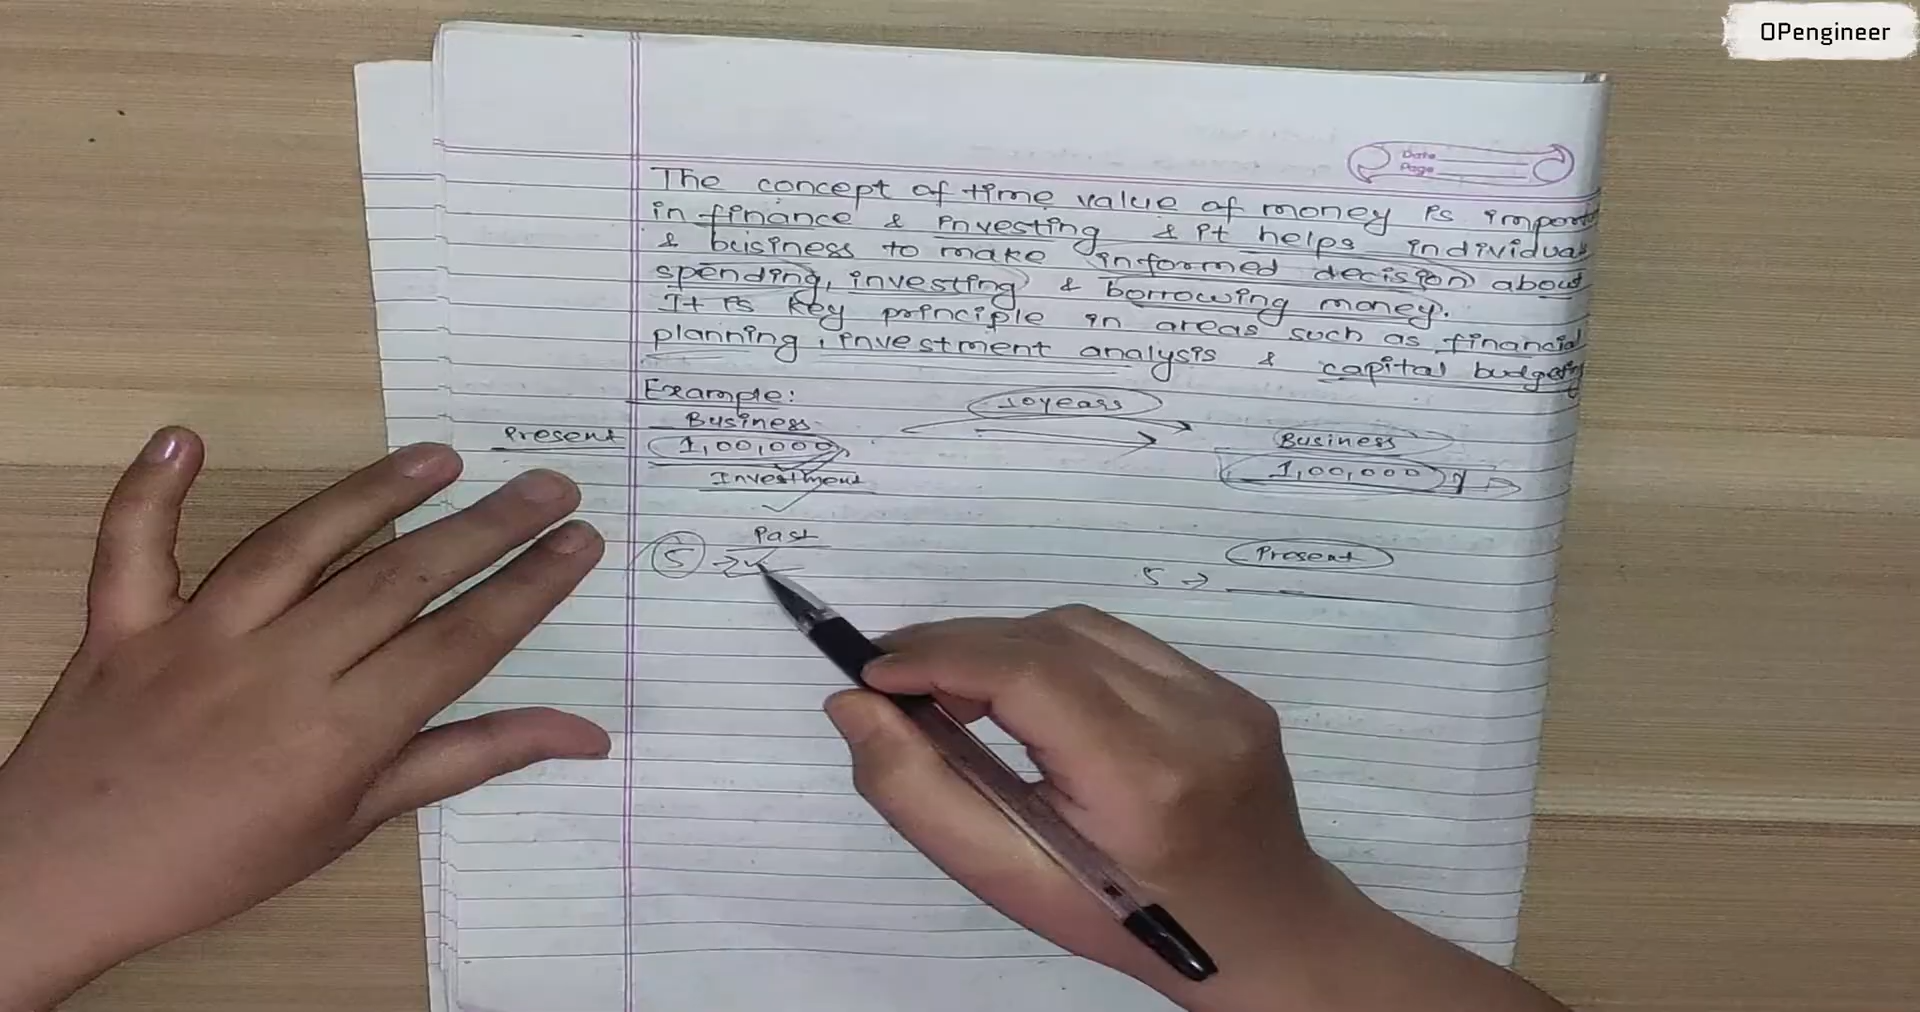 OPengineer
Date
Page
The concept of time value of money is importa
in finance & investing & it helps individuals
& business to make informed decision about
spending, investing & borrowing money.
It is key principle in areas such as financial
planning, investment analysis & capital budgeting
Example:
10 years
Business
Business
Present
1,00,000
1,00,000
Investment
Past
Present
5 →
5 →